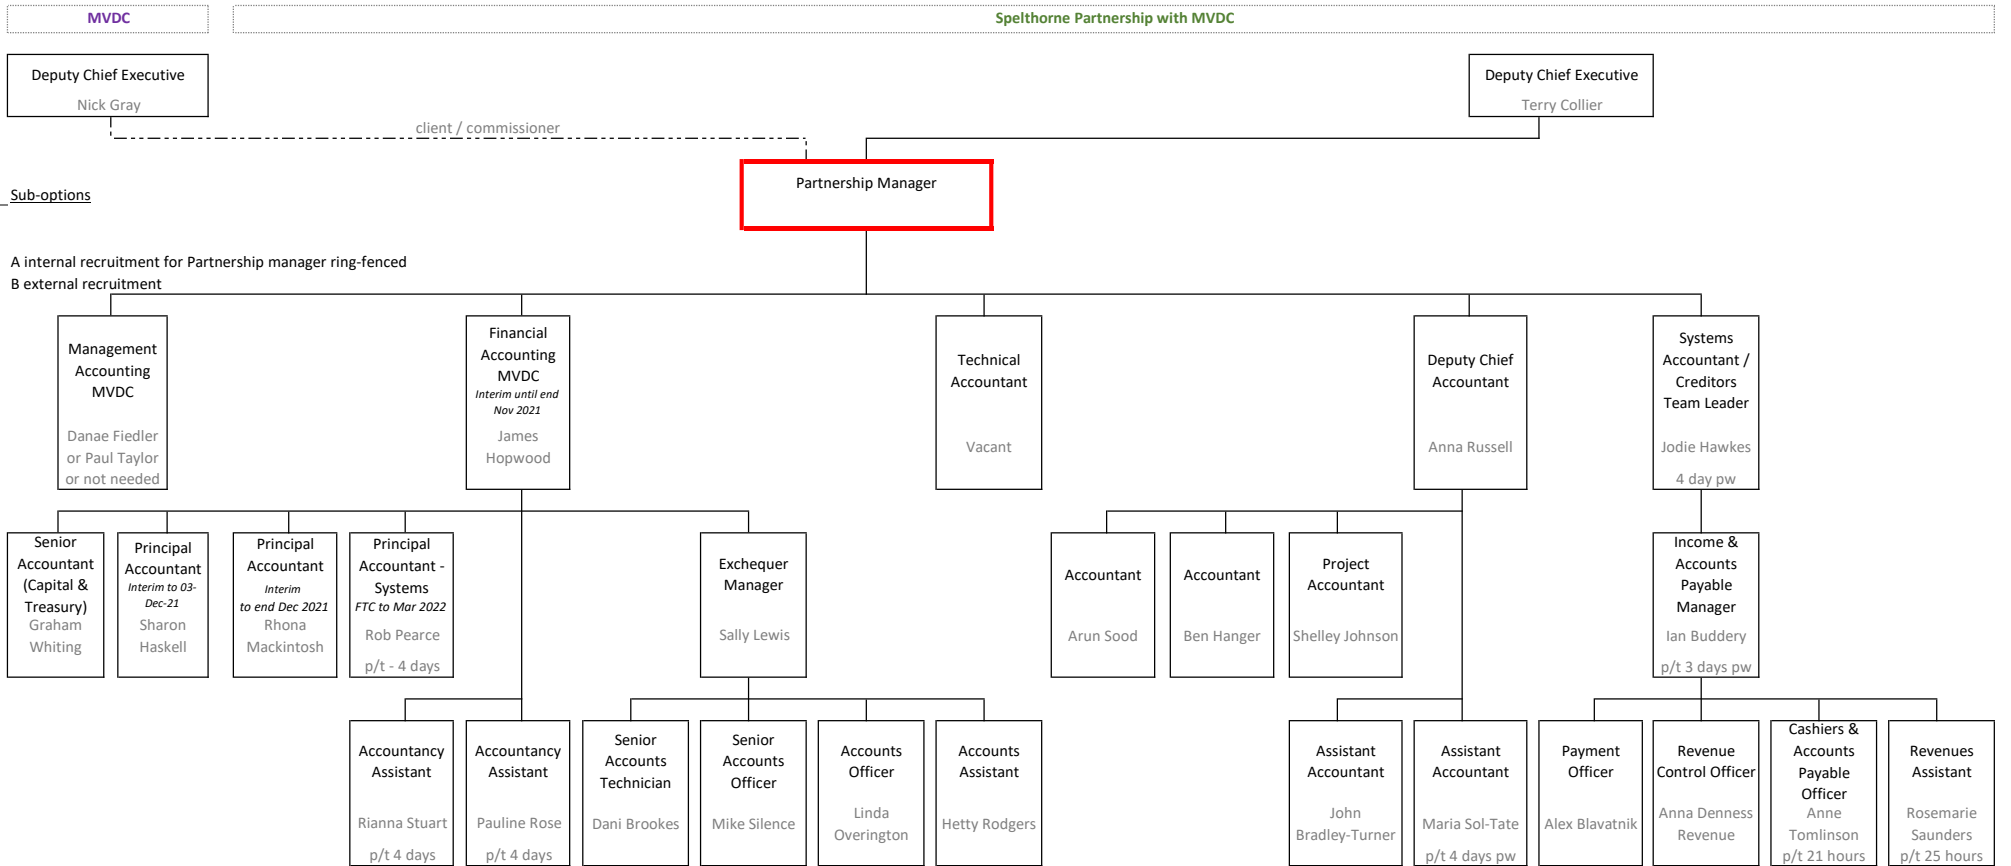 MVDC
Spelthorne Partnership with MVDC
Deputy Chief Executive
Nick Gray
Deputy Chief Executive
Terry Collier
client / commissioner
Partnership Manager
Sub-options
A internal recruitment for Partnership manager ring-fenced
B external recruitment
Management
Accounting
MVDC
Danae Fiedler
or Paul Taylor
or not needed
Financial
Accounting
MVDC
Interim until end
Nov 2021
James
Hopwood
Technical
Accountant
Vacant
Deputy Chief
Accountant
Anna Russell
Systems
Accountant /
Creditors
Team Leader
Jodie Hawkes
4 day pw
Senior
Accountant
(Capital &
Treasury)
Graham
Whiting
Principal
Accountant
Interim to 03-
Dec-21
Sharon
Haskell
Principal
Accountant
Interim
to end Dec 2021
Rhona
Mackintosh
Principal
Accountant -
Systems
FTC to Mar 2022
Rob Pearce
p/t - 4 days
Exchequer
Manager
Sally Lewis
Accountant
Arun Sood
Accountant
Ben Hanger
Project
Accountant
Shelley Johnson
Income &
Accounts
Payable
Manager
Ian Buddery
p/t 3 days pw
Accountancy
Assistant
Rianna Stuart
p/t 4 days
Accountancy
Assistant
Pauline Rose
p/t 4 days
Senior
Accounts
Technician
Dani Brookes
Senior
Accounts
Officer
Mike Silence
Accounts
Officer
Linda
Overington
Accounts
Assistant
Hetty Rodgers
Assistant
Accountant
John
Bradley-Turner
Assistant
Accountant
Maria Sol-Tate
p/t 4 days pw
Payment
Officer
Alex Blavatnik
Revenue
Control Officer
Anna Denness
Revenue
Cashiers &
Accounts
Payable
Officer
Anne
Tomlinson
p/t 21 hours
Revenues
Assistant
Rosemarie
Saunders
p/t 25 hours